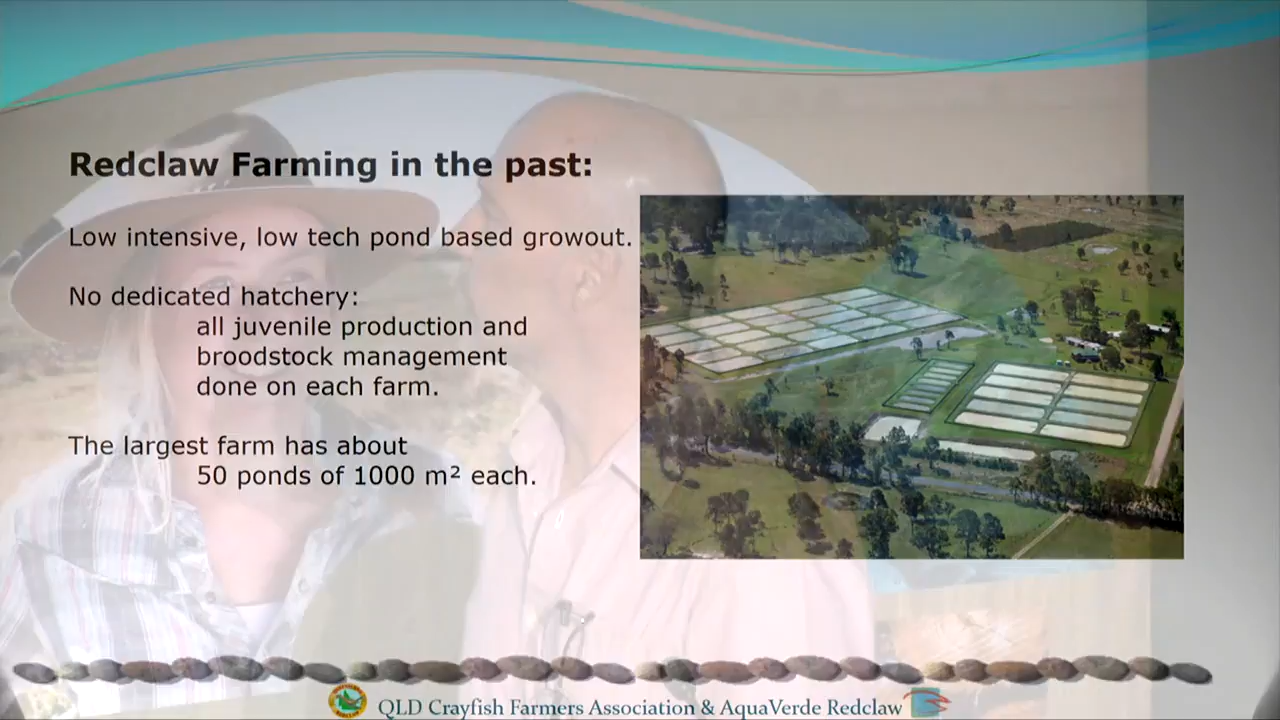 Redclaw Farming in the past:
Low intensive, low tech pond based growout.
No dedicated hatchery:
all juvenile production and
broodstock management
done on each farm.
The largest farm has about
50 ponds of 1000 m² each.
QLD Crayfish Farmers Association & AquaVerde Redclaw